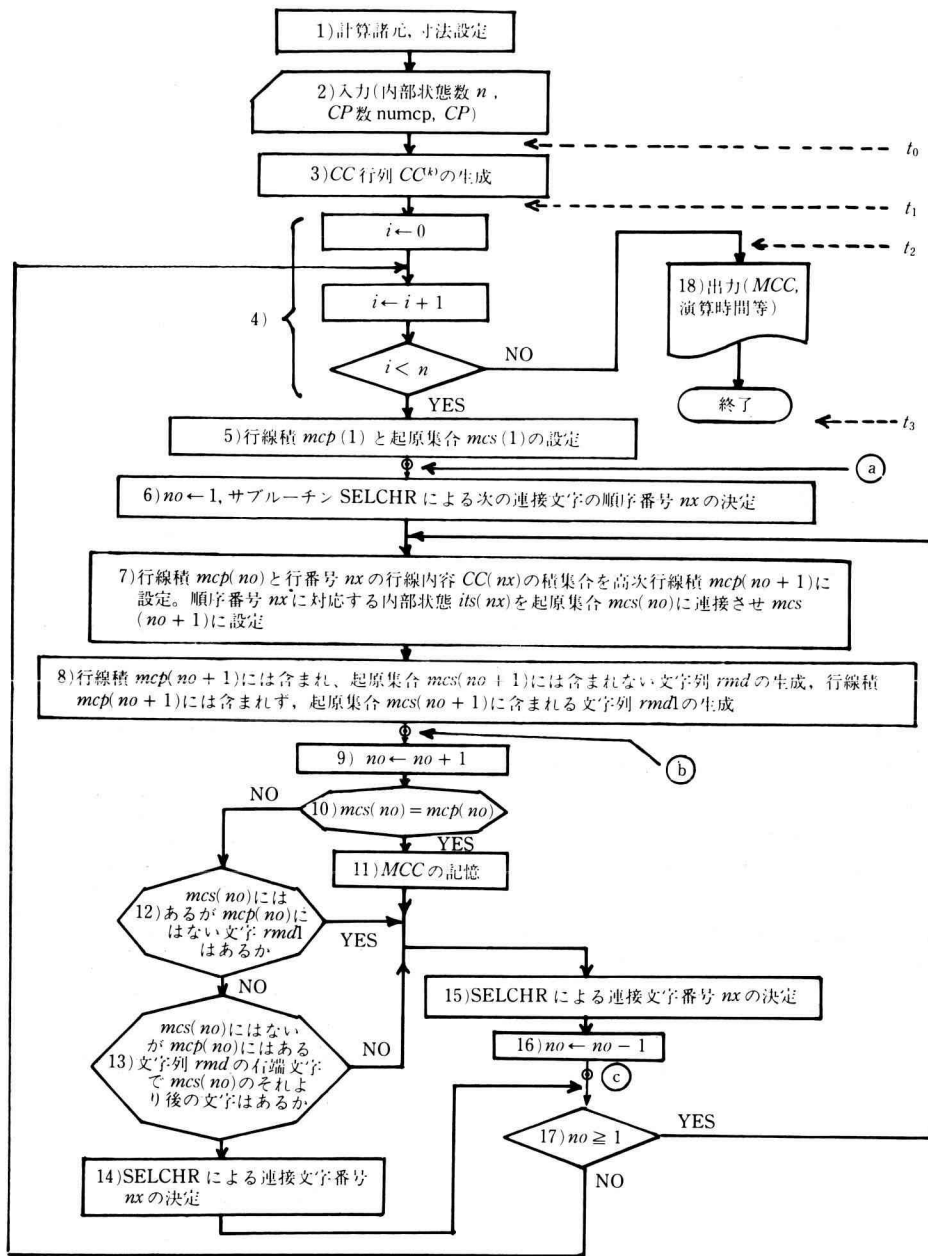 1)計算諸元,寸法設定
2)入力(内部状態数 n ,
CP数 numcp, CP)
t₀
3)CC 行列 CC⁽ᵏ⁾の生成
t₁
i←0
t₂
4)
i←i+1
18)出力(MCC,
演算時間等)
i<n
NO
YES
終了
t₃
5)行線積 mcp(1) と起原集合 mcs(1)の設定
a
6)no←1,サブルーチン SELCHR による次の連接文字の順序番号 nx の決定
7)行線積 mcp(no)と行番号 nx の行線内容 CC(nx)の積集合を高次行線積 mcp(no+1)に
設定。順序番号 nx に対応する内部状態 its(nx)を起原集合 mcs(no)に連接させ mcs
(no+1)に設定
8)行線積 mcp(no+1)には含まれ、起原集合 mcs(no+1)には含まれない文字列 rmd の生成,行線積
mcp(no+1)には含まれず,起原集合 mcs(no+1)に含まれる文字列 rmd1の生成
b
9) no←no+1
NO
10)mcs(no)=mcp(no)
YES
11)MCC の記憶
mcs(no)には
12)あるが mcp(no)に
はない文字 rmd1
はあるか
YES
NO
15)SELCHR による連接文字番号 nx の決定
mcs(no)にはない
が mcp(no)にはある
13)文字列 rmd の右端文字
で mcs(no)のそれよ
り後の文字はあるか
NO
16)no←no−1
c
17)no≧1
YES
NO
14)SELCHR による連接文字番号
nx の決定